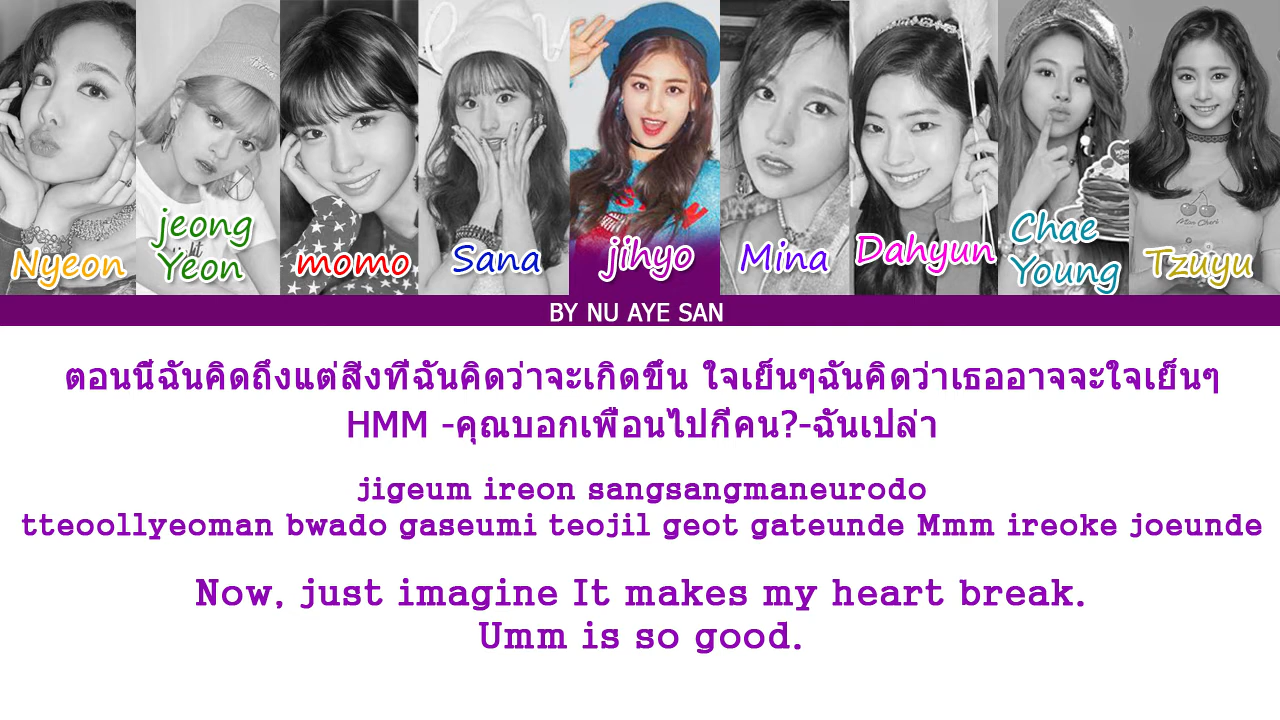 Nyeon
jeong
Yeon
momo
Sana
jihyo
Mina
Dahyun
Chae
Young
Tzuyu
BY NU AYE SAN
ตอนนี้ฉันคิดถึงแต่สิ่งที่ฉันคิดว่าจะเกิดขึ้น ใจเย็นๆฉันคิดว่าเธออาจจะใจเย็นๆ
HMM -คุณบอกเพื่อนไปกี่คน?-ฉันเปล่า
jigeum ireon sangsangmaneurodo
tteoollyeoman bwado gaseumi teojil geot gateunde Mmm ireoke joeunde
Now, just imagine It makes my heart break.
Umm is so good.